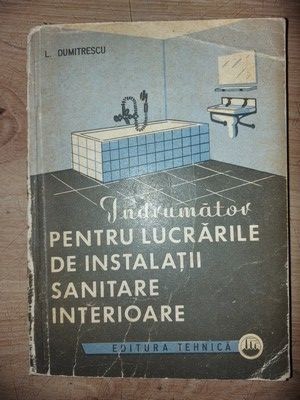 L. DUMITRESCU
Îndrumător
PENTRU LUCRĂRILE
DE INSTALAȚII
SANITARE
INTERIOARE
EDITURA TEHNICĂ